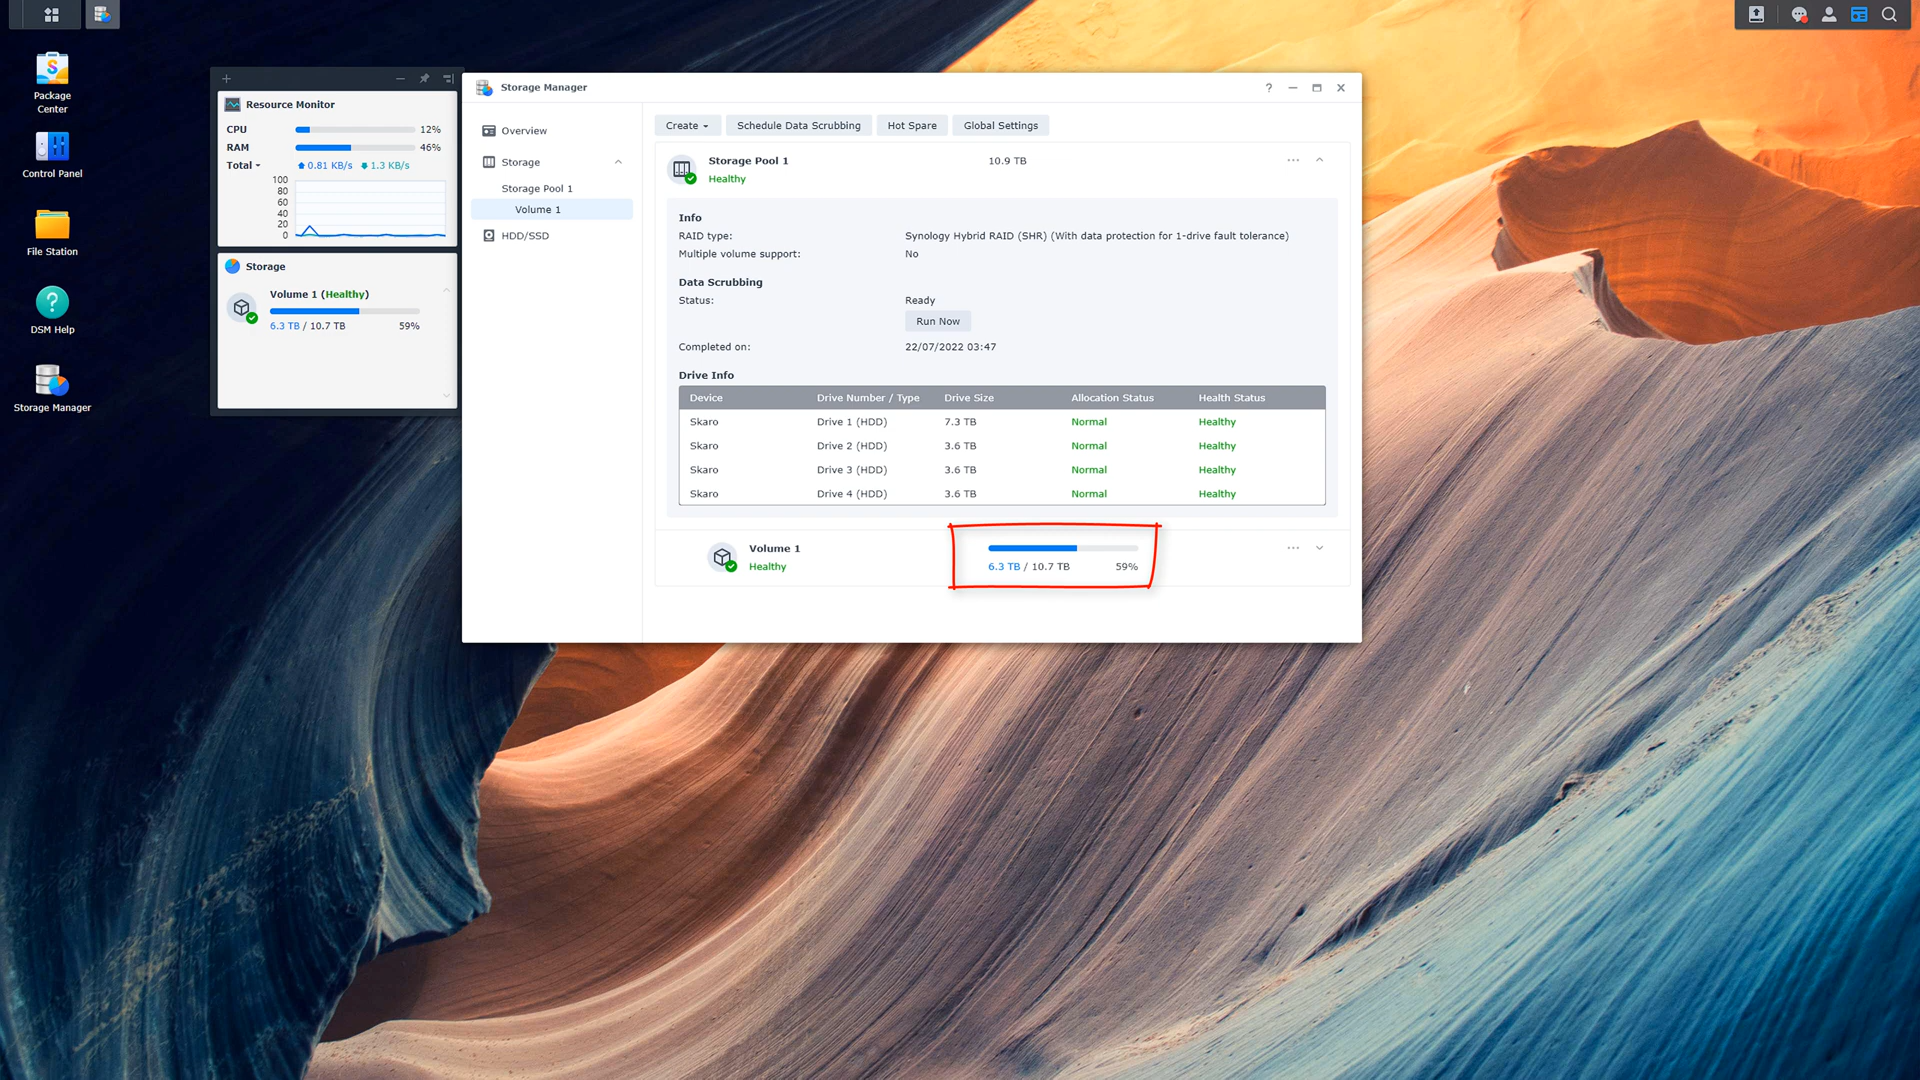 Package
Center
Control Panel
File Station
DSM Help
Storage Manager
Resource Monitor
CPU 12%
RAM 46%
Total 0.81 KB/s 1.3 KB/s
100
80
60
40
20
0
Storage
Volume 1 (Healthy)
6.3 TB / 10.7 TB 59%
Storage Manager
Overview
Storage
Storage Pool 1
Volume 1
HDD/SSD
Create Schedule Data Scrubbing Hot Spare Global Settings
Storage Pool 1 10.9 TB
Healthy
Info
RAID type: Synology Hybrid RAID (SHR) (With data protection for 1-drive fault tolerance)
Multiple volume support: No
Data Scrubbing
Status: Ready
Run Now
Completed on: 22/07/2022 03:47
Drive Info
Device Drive Number / Type Drive Size Allocation Status Health Status
Skaro Drive 1 (HDD) 7.3 TB Normal Healthy
Skaro Drive 2 (HDD) 3.6 TB Normal Healthy
Skaro Drive 3 (HDD) 3.6 TB Normal Healthy
Skaro Drive 4 (HDD) 3.6 TB Normal Healthy
Volume 1
Healthy
6.3 TB / 10.7 TB 59%